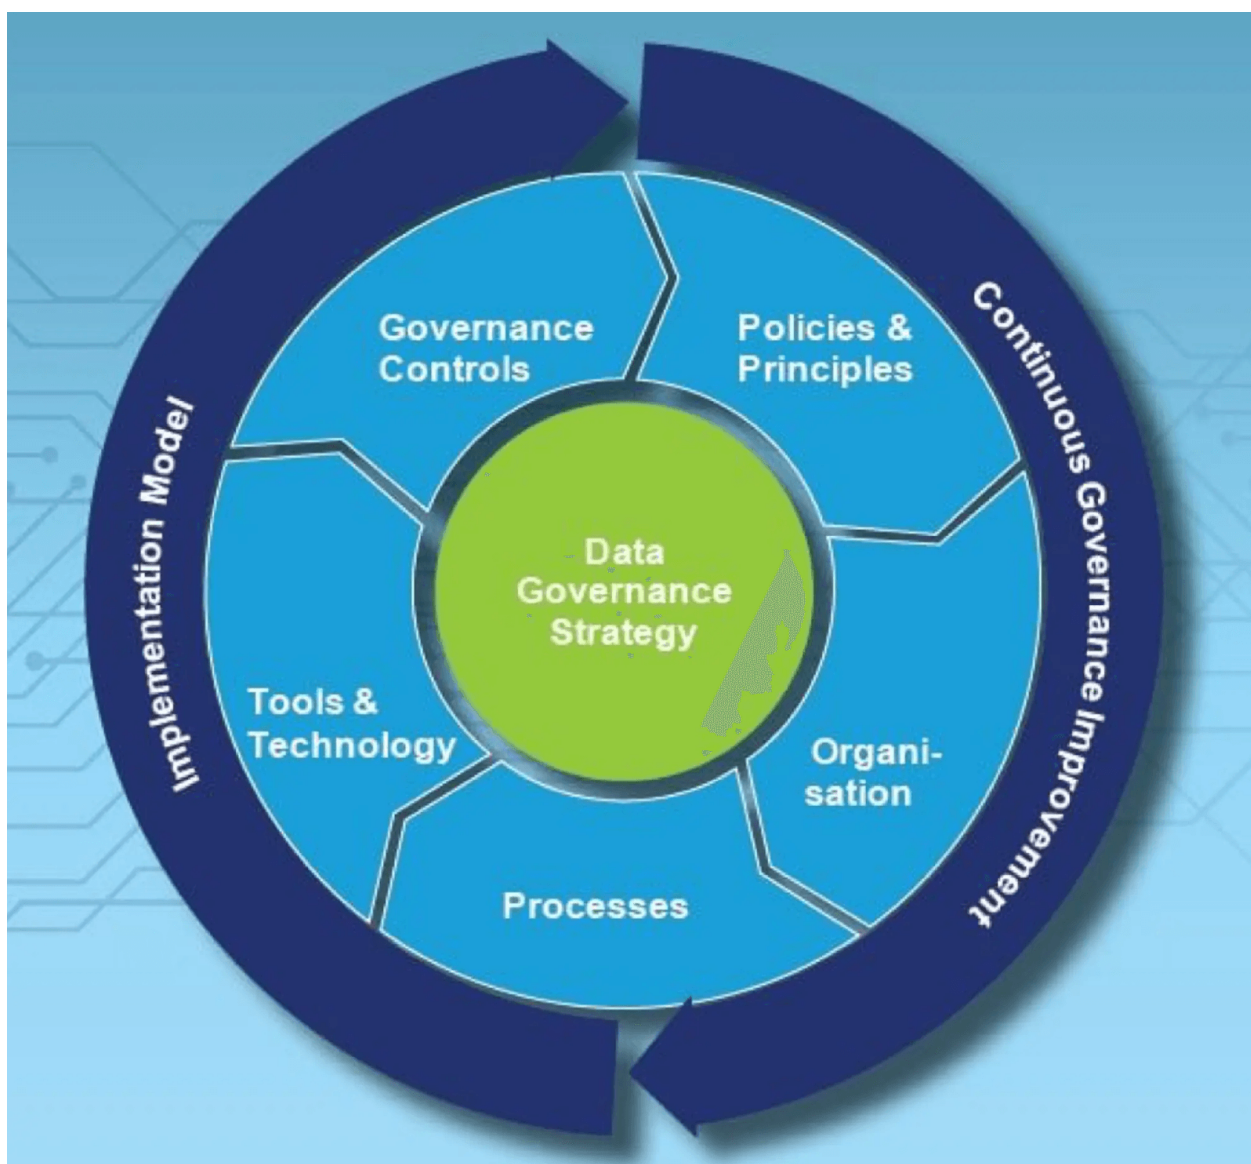 Governance
Controls
Policies &
Principles
Continuous Governance Improvement
Implementation Model
Data
Governance
Strategy
Tools &
Technology
Organi-
sation
Processes